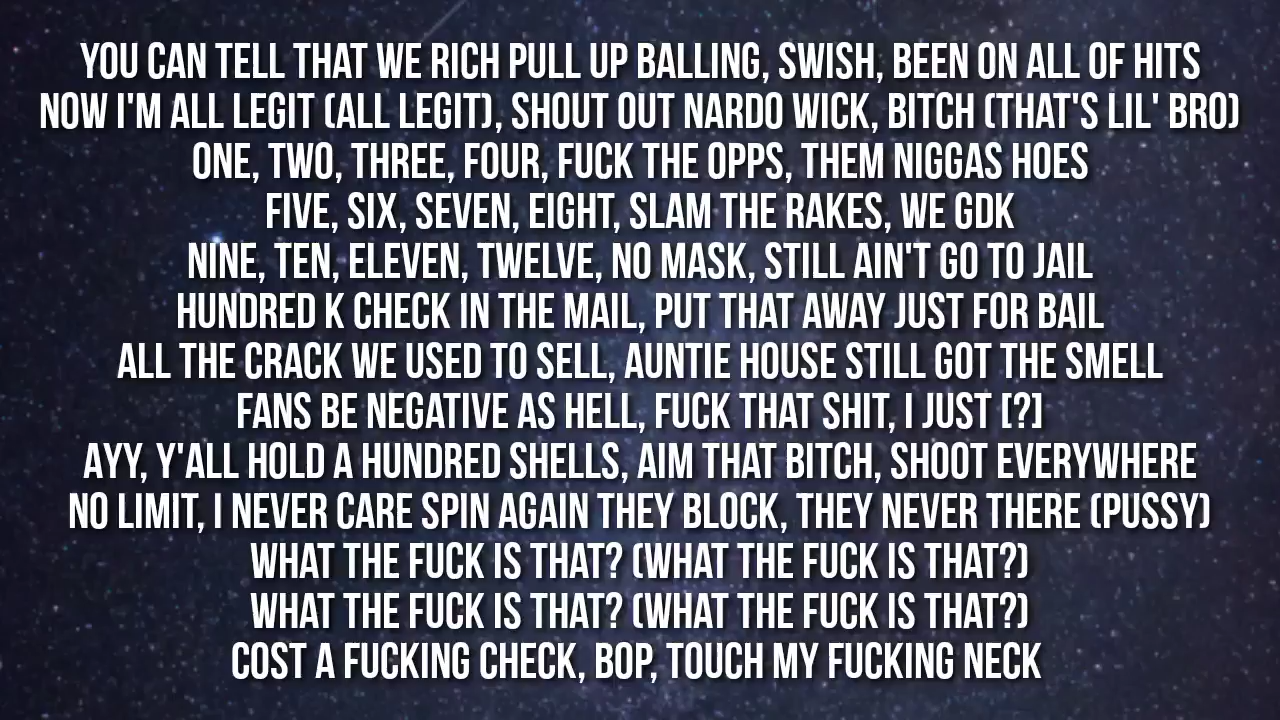 YOU CAN TELL THAT WE RICH PULL UP BALLING, SWISH, BEEN ON ALL OF HITS
NOW I'M ALL LEGIT (ALL LEGIT), SHOUT OUT NARDO WICK, BITCH (THAT'S LIL' BRO)
ONE, TWO, THREE, FOUR, FUCK THE OPPS, THEM NIGGAS HOES
FIVE, SIX, SEVEN, EIGHT, SLAM THE RAKES, WE GDK
NINE, TEN, ELEVEN, TWELVE, NO MASK, STILL AIN'T GO TO JAIL
HUNDRED K CHECK IN THE MAIL, PUT THAT AWAY JUST FOR BAIL
ALL THE CRACK WE USED TO SELL, AUNTIE HOUSE STILL GOT THE SMELL
FANS BE NEGATIVE AS HELL, FUCK THAT SHIT, I JUST [?]
AYY, Y'ALL HOLD A HUNDRED SHELLS, AIM THAT BITCH, SHOOT EVERYWHERE
NO LIMIT, I NEVER CARE SPIN AGAIN THEY BLOCK, THEY NEVER THERE (PUSSY)
WHAT THE FUCK IS THAT? (WHAT THE FUCK IS THAT?)
WHAT THE FUCK IS THAT? (WHAT THE FUCK IS THAT?)
COST A FUCKING CHECK, BOP, TOUCH MY FUCKING NECK